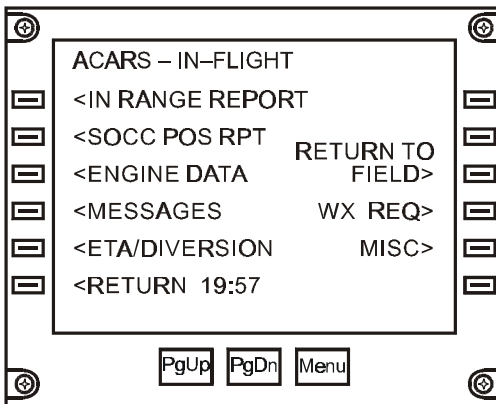 ACARS – IN–FLIGHT
<IN RANGE REPORT
<SOCC POS RPT
RETURN TO
<ENGINE DATA FIELD>
<MESSAGES WX REQ>
<ETA/DIVERSION MISC>
<RETURN 19:57
PgUp PgDn Menu